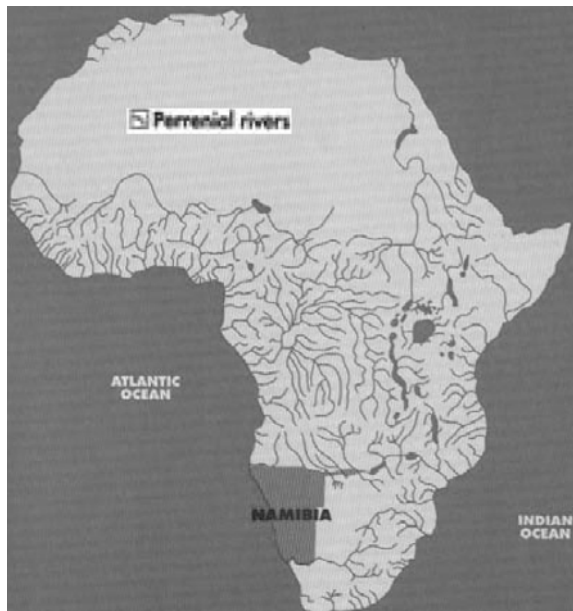 Perrenial rivers
ATLANTIC
OCEAN
NAMIBIA
INDIAN
OCEAN